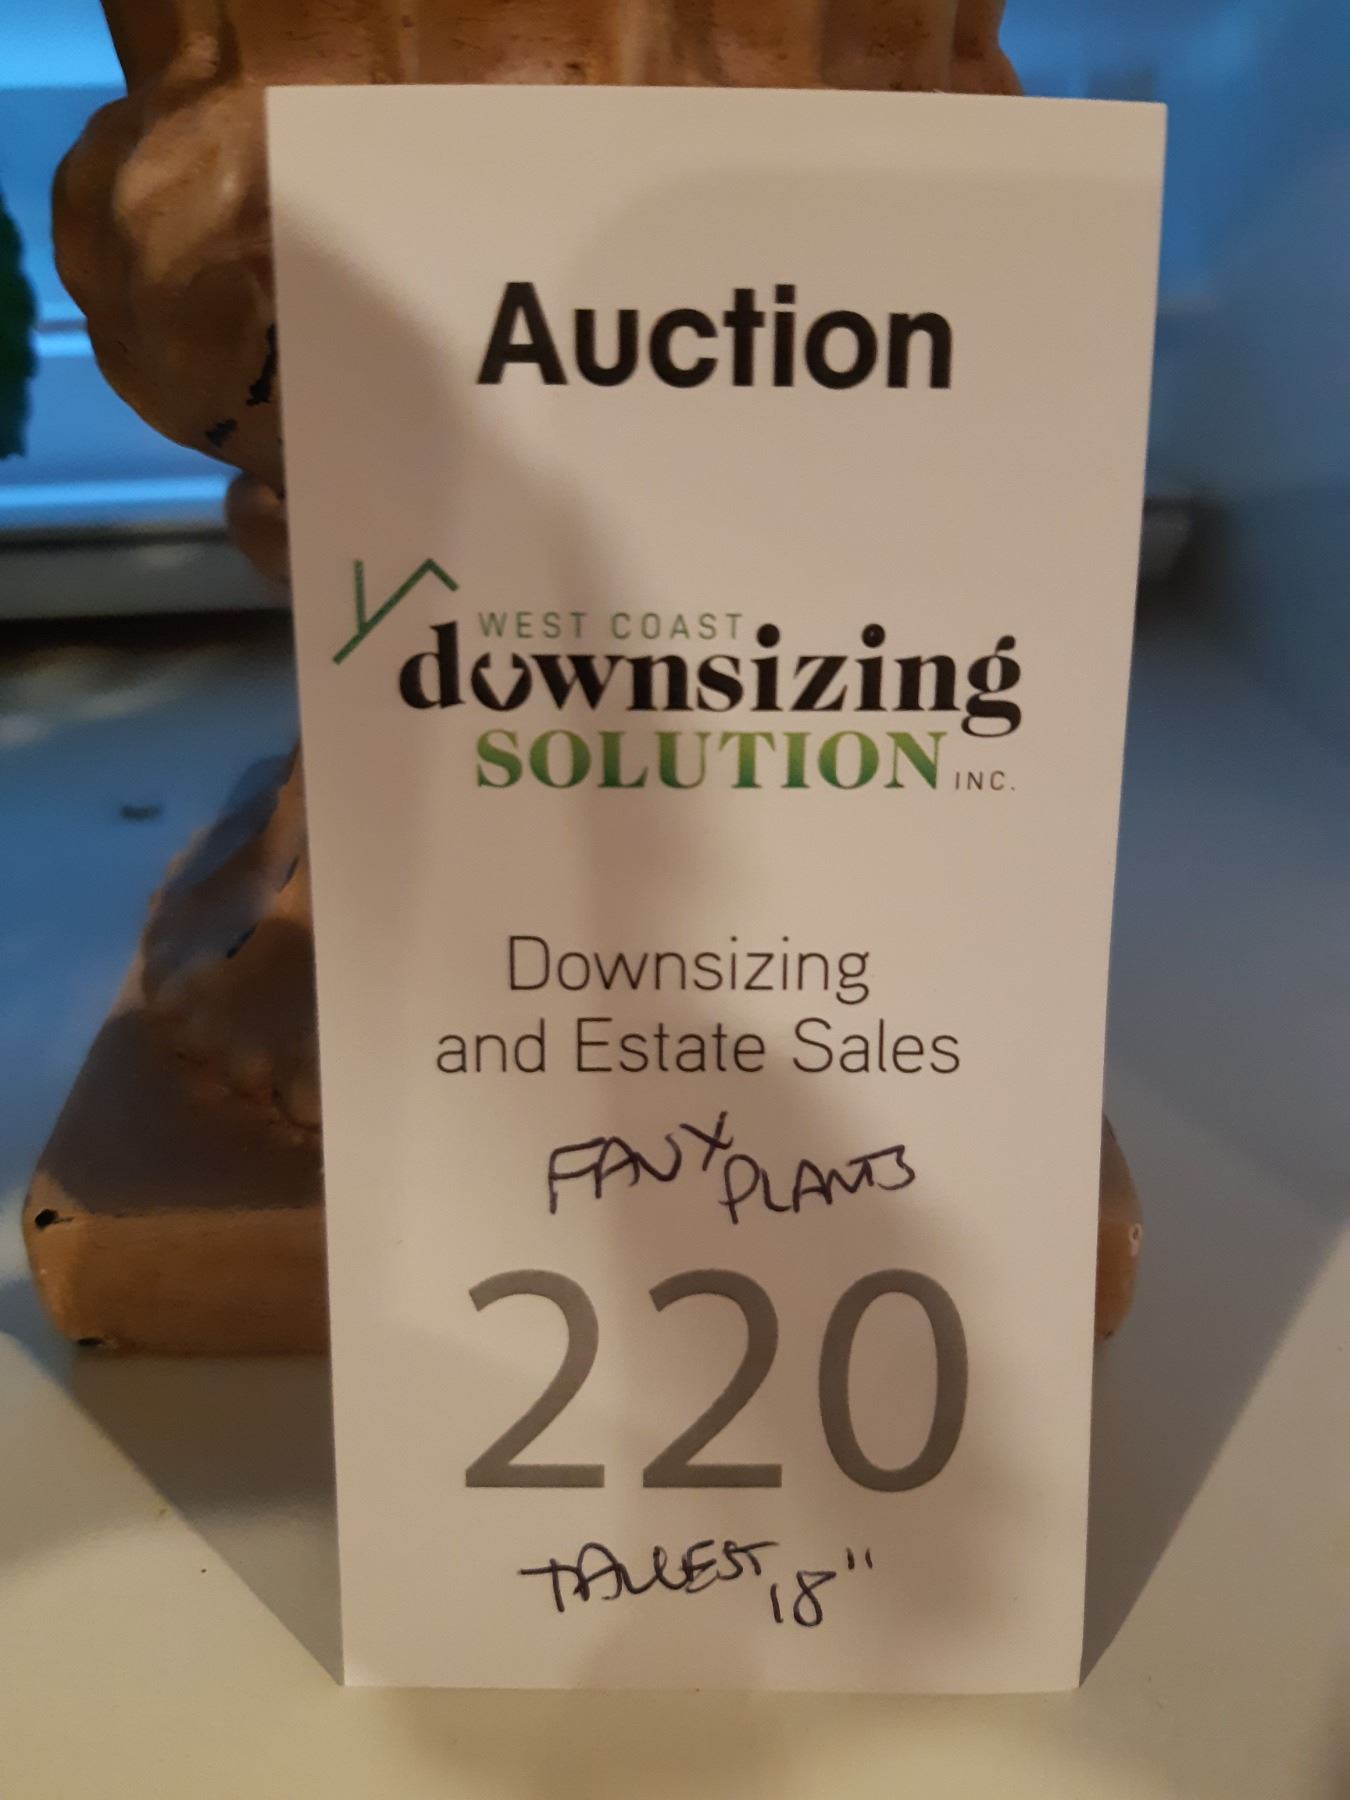 Auction
WEST COAST
downsizing
SOLUTION INC.
Downsizing
and Estate Sales
FAUX PLANTS
220
TALLEST 18"